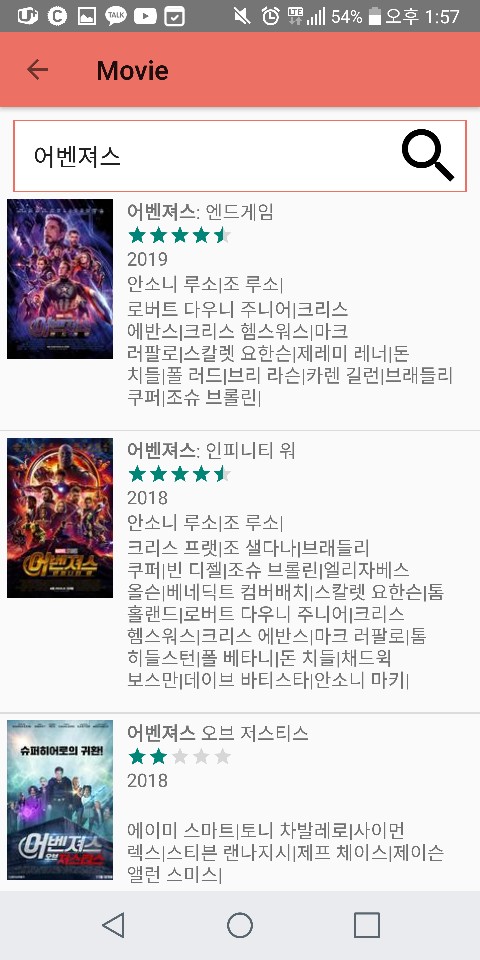 TALK
LTE
54%
오후 1:57
Movie
어벤져스
어벤져스: 엔드게임
2019
안소니 루소|조 루소|
로버트 다우니 주니어|크리스
에반스|크리스 헴스워스|마크
러팔로|스칼렛 요한슨|제레미 레너|돈
치들|폴 러드|브리 라슨|카렌 길런|브래들리
쿠퍼|조슈 브롤린|
어벤져스: 인피니티 워
2018
안소니 루소|조 루소|
크리스 프랫|조 샐다나|브래들리
쿠퍼|빈 디젤|조슈 브롤린|엘리자베스
올슨|베네딕트 컴버배치|스칼렛 요한슨|톰
홀랜드|로버트 다우니 주니어|크리스
헴스워스|크리스 에반스|마크 러팔로|톰
히들스턴|폴 베타니|돈 치들|채드윅
보스만|데이브 바티스타|안소니 마키|
어벤져스
어벤져스 오브 저스티스
2018
에이미 스마트|토니 차발레로|사이먼
렉스|스티븐 랜나지시|제프 체이스|제이슨
앨런 스미스|
슈퍼히어로의 귀환!
어벤져스
오브 저스티스